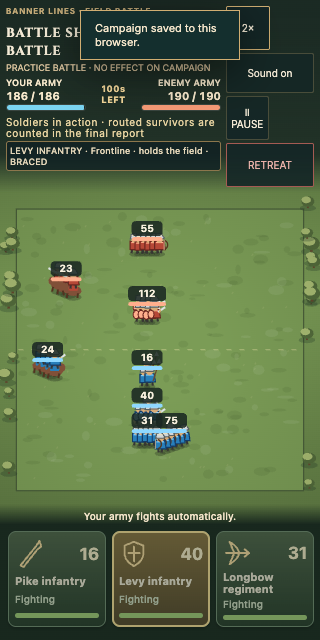 BANNER LINES · FIELD BATTLE
Campaign saved to this
browser.
2×
BATTLE SH
BATTLE
PRACTICE BATTLE · NO EFFECT ON CAMPAIGN
Sound on
YOUR ARMY
186 / 186
100s
LEFT
ENEMY ARMY
190 / 190
Soldiers in action · routed survivors are
counted in the final report
II
PAUSE
LEVY INFANTRY · Frontline · holds the field ·
BRACED
RETREAT
55
23
112
24
16
40
31 75
Your army fights automatically.
16
Pike infantry
Fighting
40
Levy infantry
Fighting
31
Longbow
regiment
Fighting